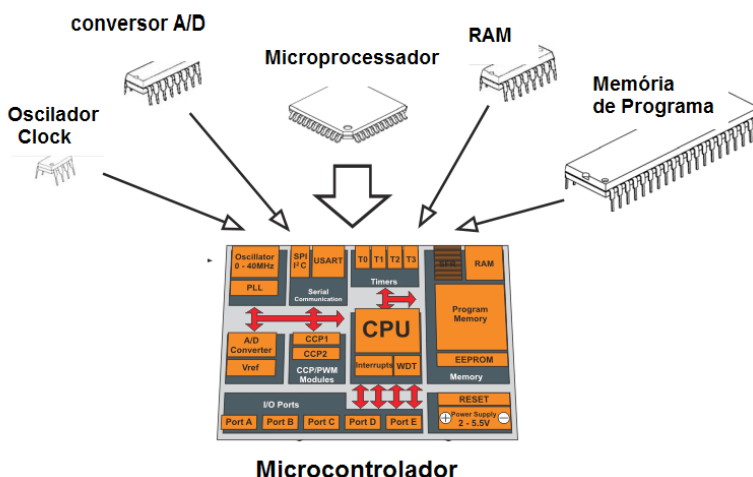 conversor A/D
RAM
Microprocessador
Memória
de Programa
Oscilador
Clock
Oscillator
0 - 40MHz
PLL
SPI
I²C
USART
Serial
Communication
T0
T1
T2
T3
Timers
SFR
RAM
Program
Memory
EEPROM
Memory
A/D
Converter
Vref
CCP1
CCP2
CCP/PWM
Modules
CPU
Interrupts
WDT
I/O Ports
Port A
Port B
Port C
Port D
Port E
RESET
Power Supply
2 - 5.5V
Microcontrolador